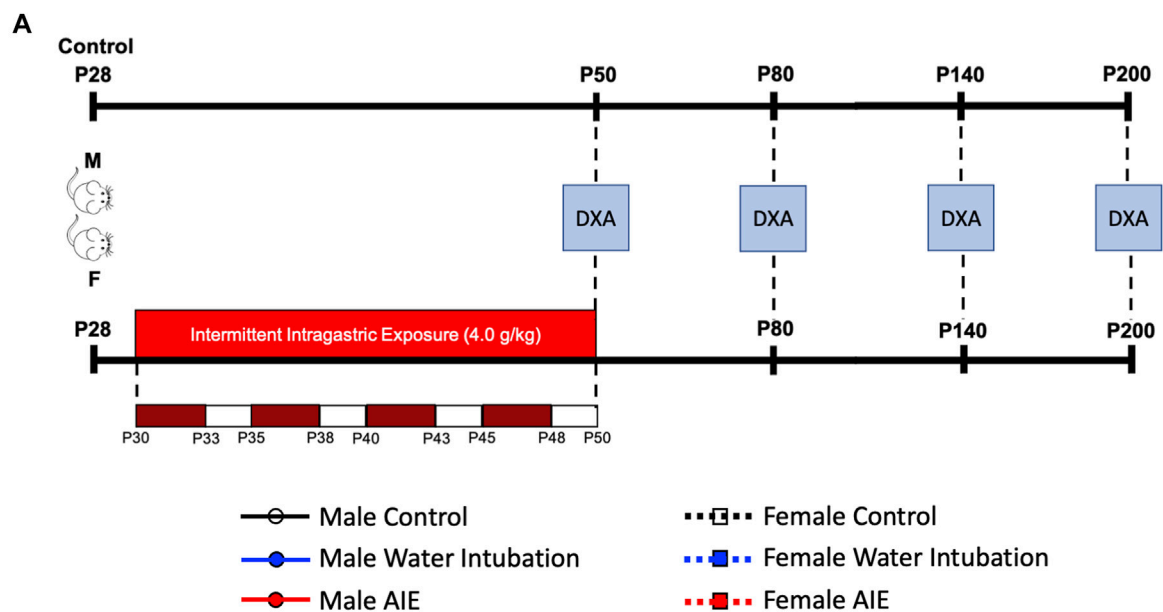 A
Control
P28 P50 P80 P140 P200
M
DXA DXA DXA DXA
F
P28 Intermittent Intragastric Exposure (4.0 g/kg) P80 P140 P200
P30 P33 P35 P38 P40 P43 P45 P48 P50
Male Control Female Control
Male Water Intubation Female Water Intubation
Male AIE Female AIE